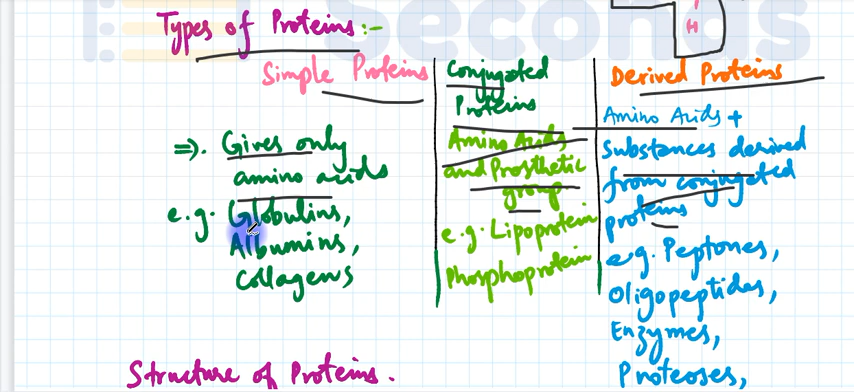 seconds
Types of Proteins :-
H
Simple Proteins
=>. Gives only
amino acids
e.g. Globulins,
Albumins,
Collagens
Conjugated
Proteins
Amino Acids
and Prosthetic
group
e.g. Lipoprotein
Phosphoprotein
Derived Proteins
Amino Acids +
Substances derived
from conjugated
proteins
e.g. Peptones,
Oligopeptides,
Enzymes,
Proteoses,
Structure of Proteins.